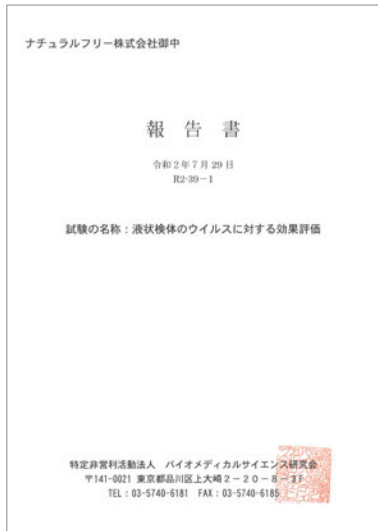 ナチュラルフリー株式会社御中
報告書
令和2年7月29日
R2-39-1
試験の名称:液状検体のウイルスに対する効果評価
特定非営利活動法人 バイオメディカルサイエンス研究会
〒141-0021 東京都品川区上大崎2-20-8-3F
TEL : 03-5740-6181 FAX : 03-5740-6185